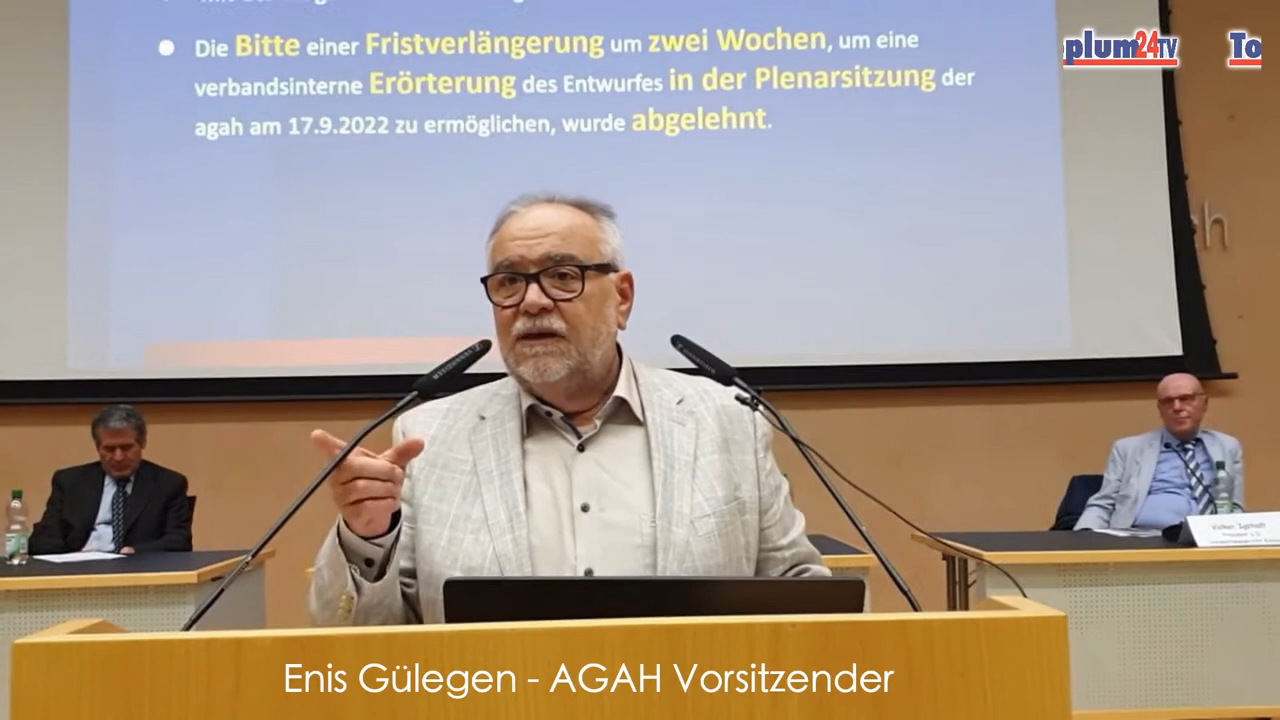 Die Bitte einer Fristverlängerung um zwei Wochen, um eine
verbandsinterne Erörterung des Entwurfes in der Plenarsitzung der
agah am 17.9.2022 zu ermöglichen, wurde abgelehnt.
plum24TV
To
h
Enis Gülegen - AGAH Vorsitzender